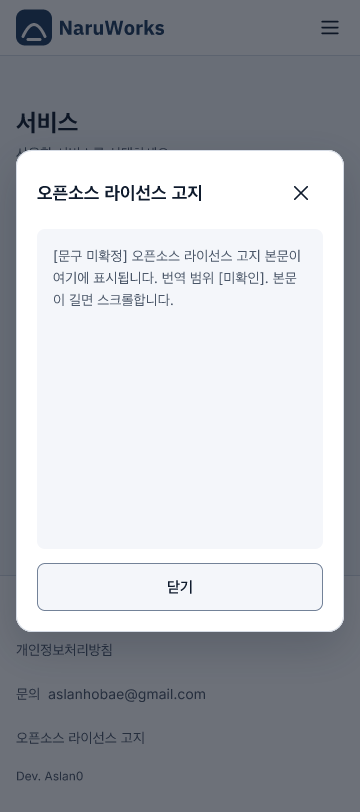 NaruWorks
서비스
오픈소스 라이선스 고지
[문구 미확정] 오픈소스 라이선스 고지 본문이
여기에 표시됩니다. 번역 범위 [미확인]. 본문
이 길면 스크롤합니다.
닫기
개인정보처리방침
문의 aslanhobae@gmail.com
오픈소스 라이선스 고지
Dev. Aslan0